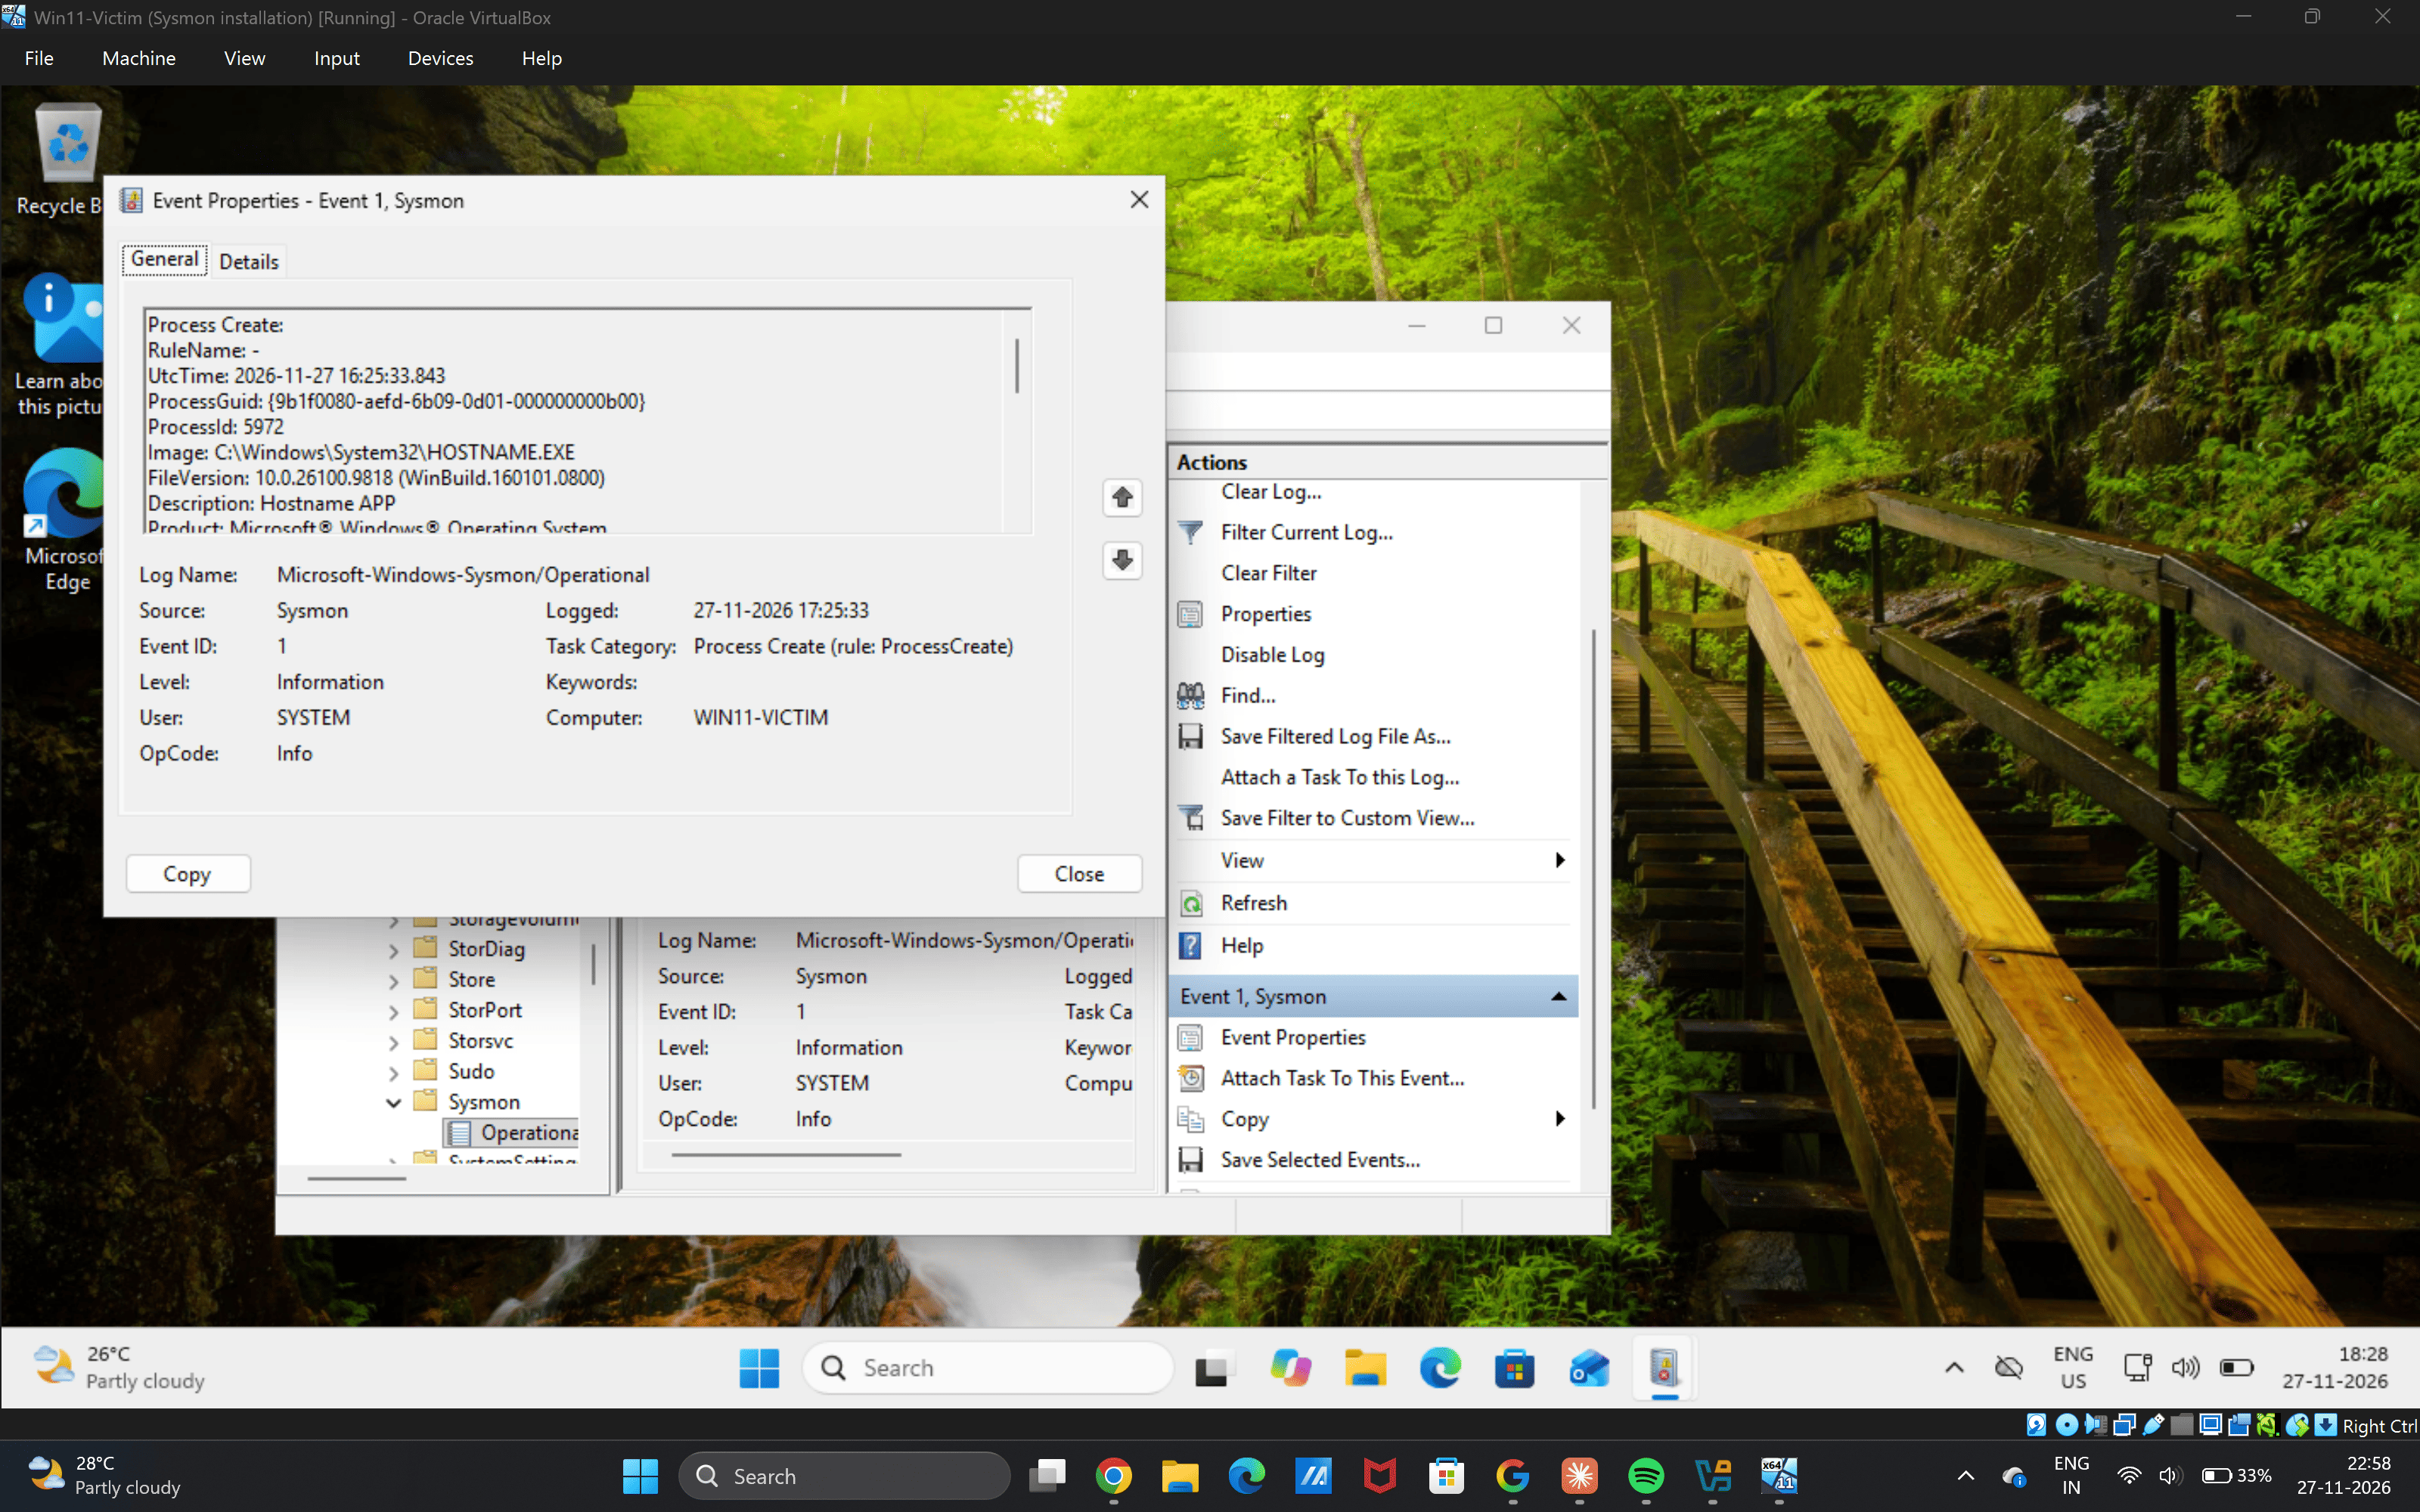 Win11-Victim (Sysmon installation) [Running] - Oracle VirtualBox
File Machine View Input Devices Help
Recycle B
Learn abo
this pictu
Microsof
Edge
Event Properties - Event 1, Sysmon
General Details
Process Create:
RuleName: -
UtcTime: 2026-11-27 16:25:33.843
ProcessGuid: {9b1f0080-aefd-6b09-0d01-000000000b00}
ProcessId: 5972
Image: C:\Windows\System32\HOSTNAME.EXE
FileVersion: 10.0.26100.9818 (WinBuild.160101.0800)
Description: Hostname APP
Product: Microsoft® Windows® Operating System
Log Name: Microsoft-Windows-Sysmon/Operational
Source: Sysmon Logged: 27-11-2026 17:25:33
Event ID: 1 Task Category: Process Create (rule: ProcessCreate)
Level: Information Keywords:
User: SYSTEM Computer: WIN11-VICTIM
OpCode: Info
Copy Close
Actions
Clear Log...
Filter Current Log...
Clear Filter
Properties
Disable Log
Find...
Save Filtered Log File As...
Attach a Task To this Log...
Save Filter to Custom View...
View
Refresh
Help
Event 1, Sysmon
Event Properties
Attach Task To This Event...
Copy
Save Selected Events...
StorageVolum
StorDiag
Store
StorPort
Storsvc
Sudo
Sysmon
Operationa
SystemSetting
Log Name: Microsoft-Windows-Sysmon/Operati
Source: Sysmon Logged
Event ID: 1 Task Ca
Level: Information Keywor
User: SYSTEM Compu
OpCode: Info
26°C
Partly cloudy
Search
ENG
US
18:28
27-11-2026
Right Ctrl
28°C
Partly cloudy
Search
x64
11
ENG
IN
33%
22:58
27-11-2026